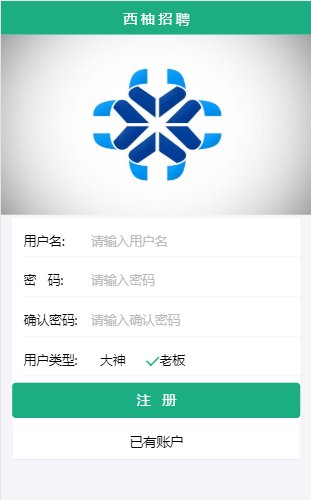 西柚招聘
用户名: 请输入用户名
密 码: 请输入密码
确认密码: 请输入确认密码
用户类型: 大神 老板
注 册
已有账户